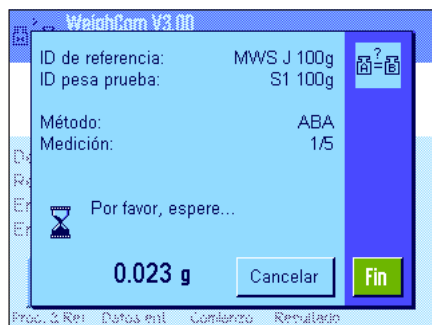 WeighCom V3.00
ID de referencia: MWS J 100g
ID pesa prueba: S1 100g
Método: ABA
Medición: 1/5
A ? = B
Por favor, espere...
0.023 g
Cancelar
Fin
Datos ent. Comienzo Resultado